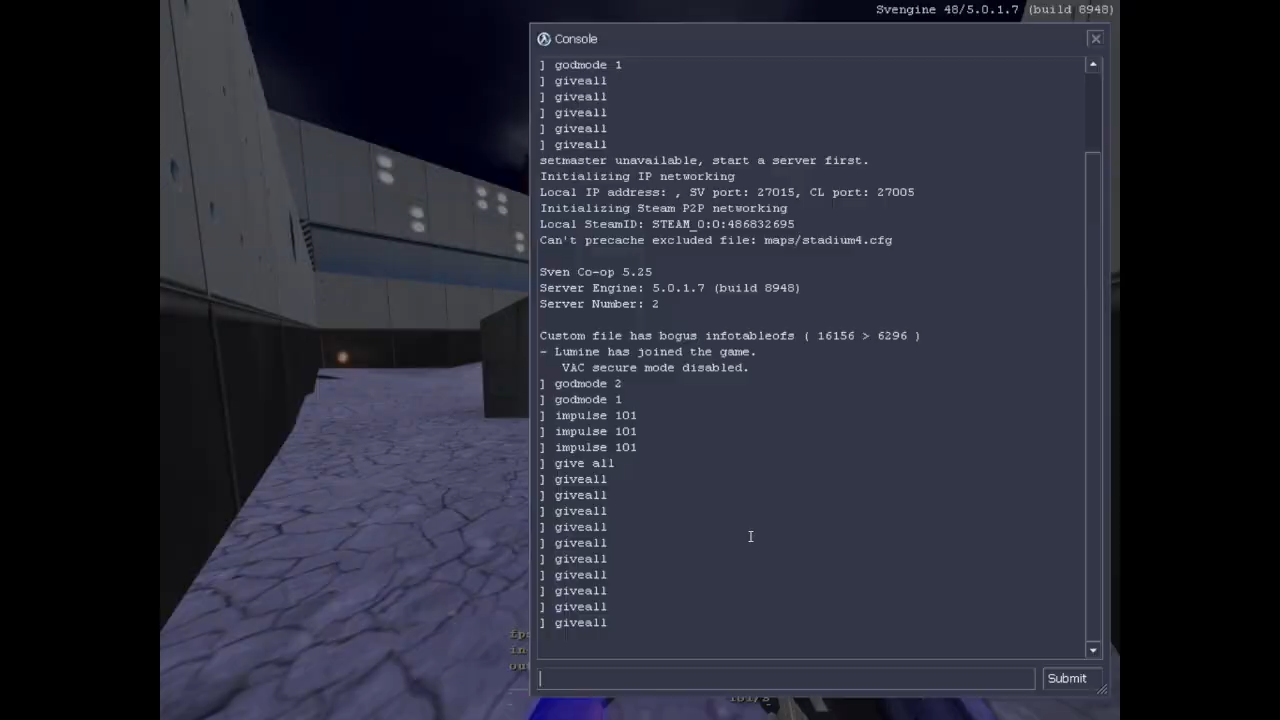 Svengine 48/5.0.1.7 (build 8948)
Console
] godmode 1
] giveall
] giveall
] giveall
] giveall
] giveall
setmaster unavailable, start a server first.
Initializing IP networking
Local IP address: , SV port: 27015, CL port: 27005
Initializing Steam P2P networking
Local SteamID: STEAM_0:0:486832695
Can't precache excluded file: maps/stadium4.cfg
Sven Co-op 5.25
Server Engine: 5.0.1.7 (build 8948)
Server Number: 2
Custom file has bogus infotableofs ( 16156 > 6296 )
- Lumine has joined the game.
VAC secure mode disabled.
] godmode 2
] godmode 1
] impulse 101
] impulse 101
] impulse 101
] give all
] giveall
] giveall
] giveall
] giveall
] giveall
] giveall
] giveall
] giveall
] giveall
] giveall
fp
in
ou
Submit